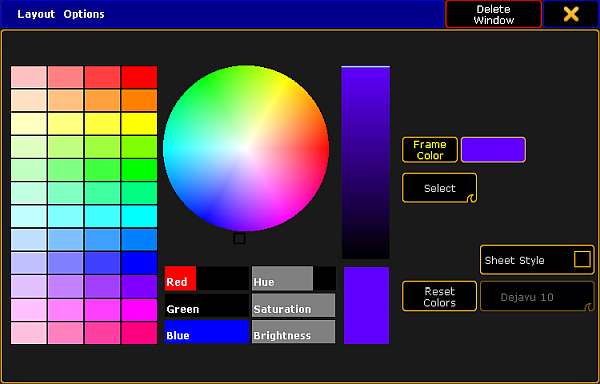 Layout Options
Delete
Window
Frame
Color
Select
Red
Hue
Green
Saturation
Blue
Brightness
Sheet Style
Reset
Colors
Dejavu 10